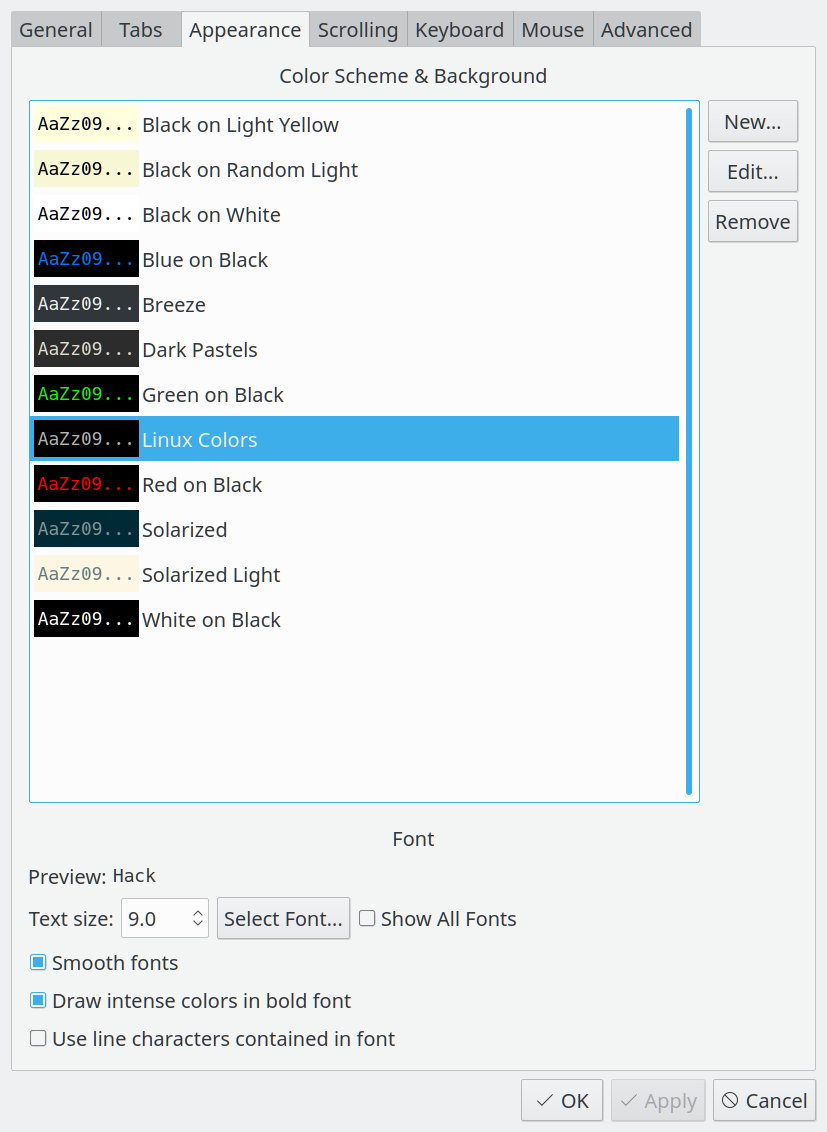 General Tabs Appearance Scrolling Keyboard Mouse Advanced
Color Scheme & Background
AaZz09... Black on Light Yellow
New...
AaZz09... Black on Random Light
Edit...
AaZz09... Black on White
Remove
AaZz09... Blue on Black
AaZz09... Breeze
AaZz09... Dark Pastels
AaZz09... Green on Black
AaZz09... Linux Colors
AaZz09... Red on Black
AaZz09... Solarized
AaZz09... Solarized Light
AaZz09... White on Black
Font
Preview: Hack
Text size: 9.0 Select Font... Show All Fonts
Smooth fonts
Draw intense colors in bold font
Use line characters contained in font
OK Apply Cancel